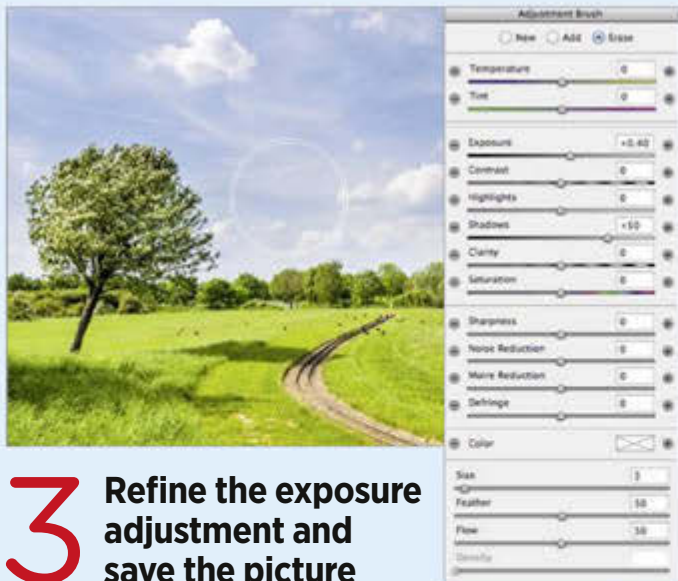 Adjustment Brush
New Add Erase
Temperature 0
Tint 0
Exposure +0.40
Contrast 0
Highlights 0
Shadows +50
Clarity 0
Saturation 0
Sharpness 0
Noise Reduction 0
Moire Reduction 0
Defringe 0
Color
Size 3
Feather 50
Flow 50
Density
3 Refine the exposure
adjustment and
save the picture